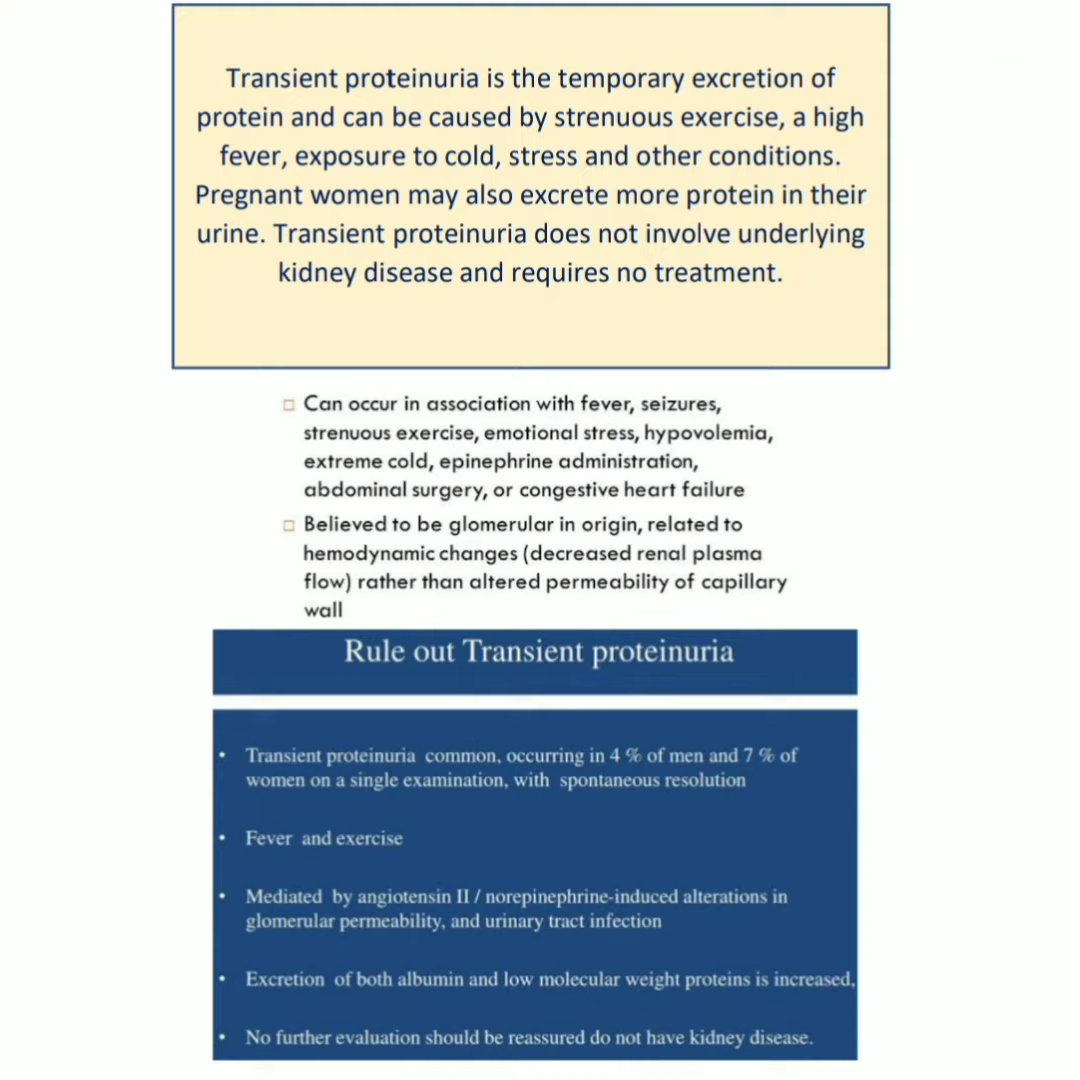 Transient proteinuria is the temporary excretion of
protein and can be caused by strenuous exercise, a high
fever, exposure to cold, stress and other conditions.
Pregnant women may also excrete more protein in their
urine. Transient proteinuria does not involve underlying
kidney disease and requires no treatment.
□ Can occur in association with fever, seizures,
strenuous exercise, emotional stress, hypovolemia,
extreme cold, epinephrine administration,
abdominal surgery, or congestive heart failure
□ Believed to be glomerular in origin, related to
hemodynamic changes (decreased renal plasma
flow) rather than altered permeability of capillary
wall
Rule out Transient proteinuria
• Transient proteinuria common, occurring in 4 % of men and 7 % of
women on a single examination, with spontaneous resolution
• Fever and exercise
• Mediated by angiotensin II / norepinephrine-induced alterations in
glomerular permeability, and urinary tract infection
• Excretion of both albumin and low molecular weight proteins is increased,
• No further evaluation should be reassured do not have kidney disease.